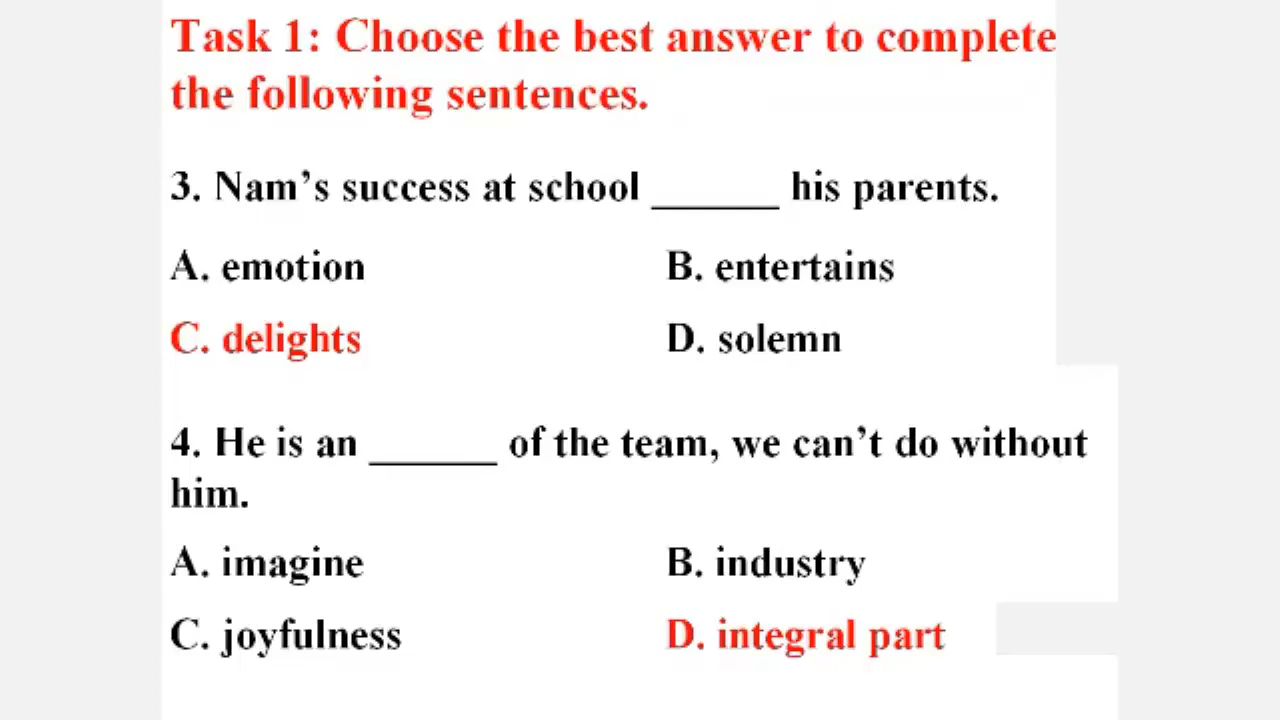 Task 1: Choose the best answer to complete
the following sentences.
3. Nam’s success at school ______ his parents.
A. emotion B. entertains
C. delights D. solemn
4. He is an ______ of the team, we can’t do without
him.
A. imagine B. industry
C. joyfulness D. integral part